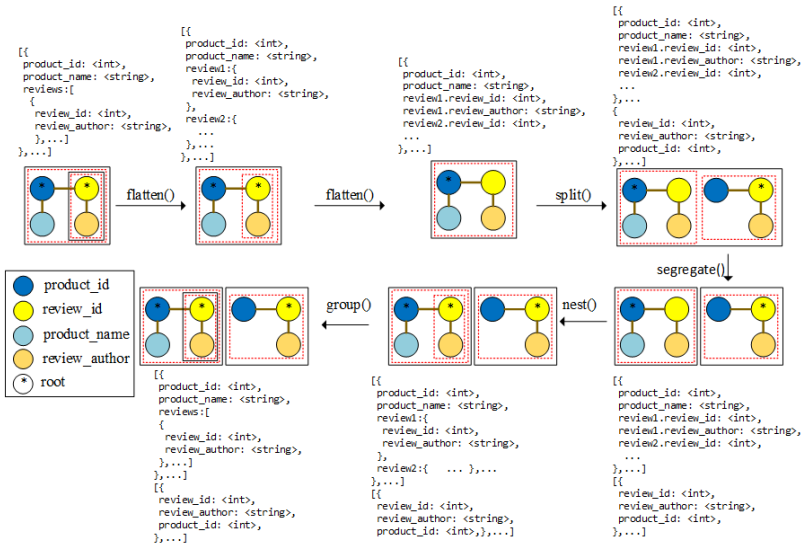 [{
product_id: <int>,
product_name: <string>,
reviews:[
{
review_id: <int>,
review_author: <string>,
},...]
},...]
[{
product_id: <int>,
product_name: <string>,
review1:{
review_id: <int>,
review_author: <string>,
},
review2:{
...
},...
},...]
[{
product_id: <int>,
product_name: <string>,
review1.review_id: <int>,
review1.review_author: <string>,
review2.review_id: <int>,
...
},...]
[{
product_id: <int>,
product_name: <string>,
review1.review_id: <int>,
review1.review_author: <string>,
review2.review_id: <int>,
...
},...
{
review_id: <int>,
review_author: <string>,
product_id: <int>,
},...]
* *
flatten()
* *
flatten()
*
split()
* *
segregate()
product_id
review_id
product_name
review_author
* root
* * *
group()
* * *
nest()
* *
[{
product_id: <int>,
product_name: <string>,
reviews:[
{
review_id: <int>,
review_author: <string>,
},...]
},...]
[{
review_id: <int>,
review_author: <string>,
product_id: <int>,
},...]
[{
product_id: <int>,
product_name: <string>,
review1:{
review_id: <int>,
review_author: <string>,
},
review2:{ ... },...
},...]
[{
review_id: <int>,
review_author: <string>,
product_id: <int>,},...]
[{
product_id: <int>,
product_name: <string>,
review1.review_id: <int>,
review1.review_author: <string>,
review2.review_id: <int>,
...
},...]
[{
review_id: <int>,
review_author: <string>,
product_id: <int>,
},...]